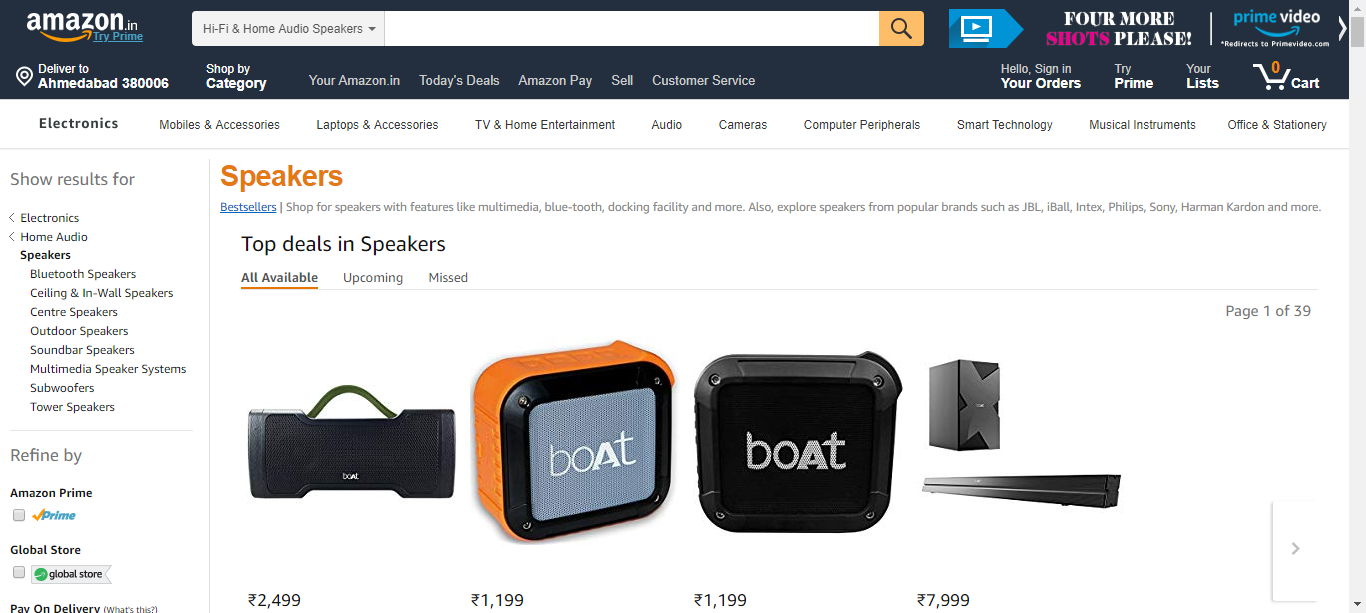 amazon.in
Try Prime
Hi-Fi & Home Audio Speakers
FOUR MORE
SHOTS PLEASE!
prime video
*Redirects to Primevideo.com
Deliver to
Ahmedabad 380006
Shop by
Category
Your Amazon.in Today's Deals Amazon Pay Sell Customer Service
Hello, Sign in
Your Orders
Try
Prime
Your
Lists
0
Cart
Electronics Mobiles & Accessories Laptops & Accessories TV & Home Entertainment Audio Cameras Computer Peripherals Smart Technology Musical Instruments Office & Stationery
Show results for
Electronics
Home Audio
Speakers
Bluetooth Speakers
Ceiling & In-Wall Speakers
Centre Speakers
Outdoor Speakers
Soundbar Speakers
Multimedia Speaker Systems
Subwoofers
Tower Speakers
Refine by
Amazon Prime
Prime
Global Store
global store
Pay On Delivery (What's this?)
Speakers
Bestsellers | Shop for speakers with features like multimedia, blue-tooth, docking facility and more. Also, explore speakers from popular brands such as JBL, iBall, Intex, Philips, Sony, Harman Kardon and more.
Top deals in Speakers
All Available Upcoming Missed
Page 1 of 39
boAt
boAt
boAt
₹2,499 ₹1,199 ₹1,199 ₹7,999